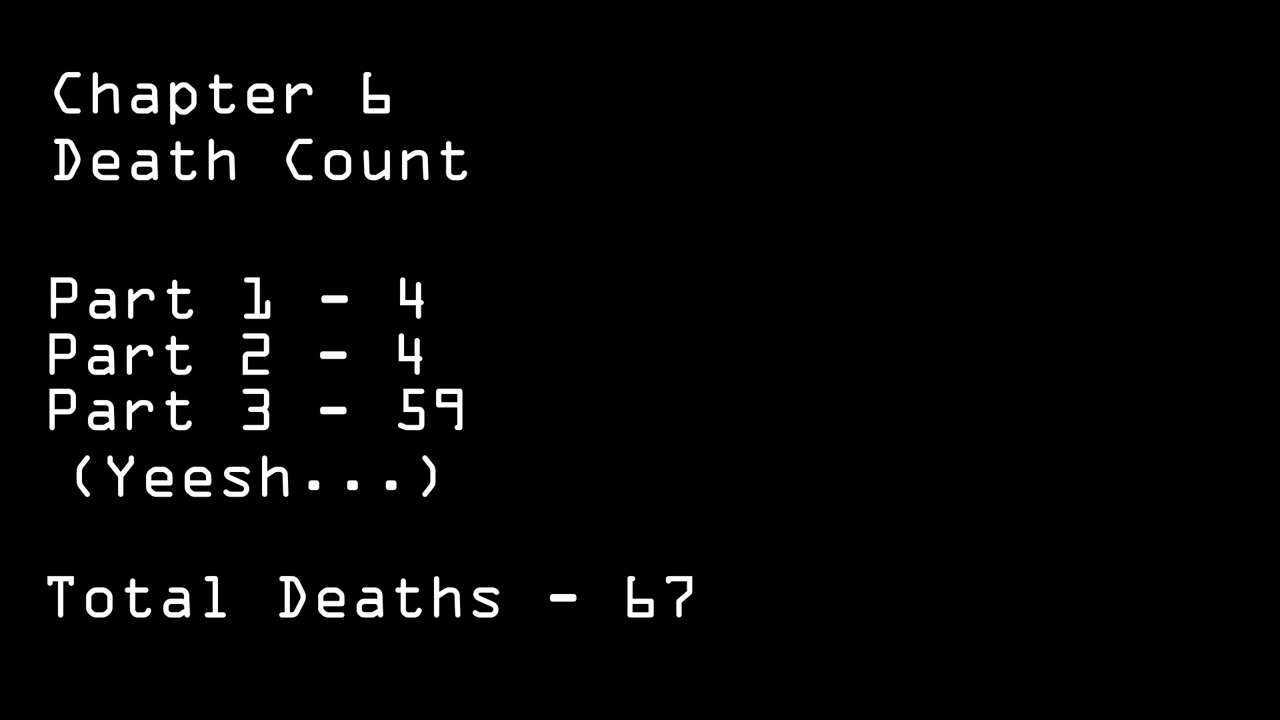 Chapter 6
Death Count
Part 1 - 4
Part 2 - 4
Part 3 - 59
(Yeesh...)
Total Deaths - 67